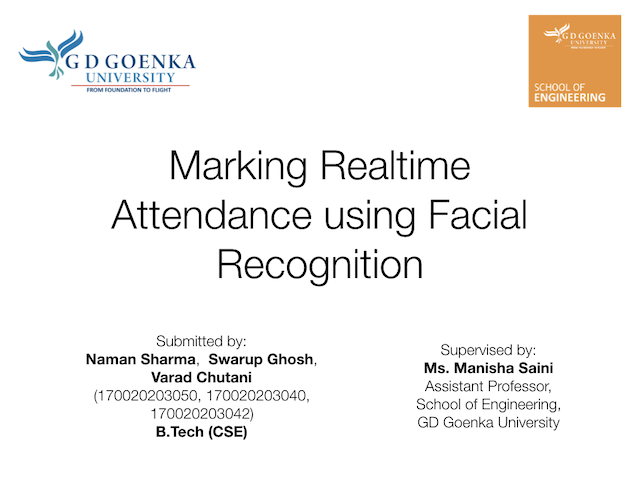 G D GOENKA
UNIVERSITY
FROM FOUNDATION TO FLIGHT
G D GOENKA
UNIVERSITY
SCHOOL OF
ENGINEERING
Marking Realtime
Attendance using Facial
Recognition
Submitted by:
Naman Sharma, Swarup Ghosh,
Varad Chutani
(170020203050, 170020203040,
170020203042)
B.Tech (CSE)
Supervised by:
Ms. Manisha Saini
Assistant Professor,
School of Engineering,
GD Goenka University